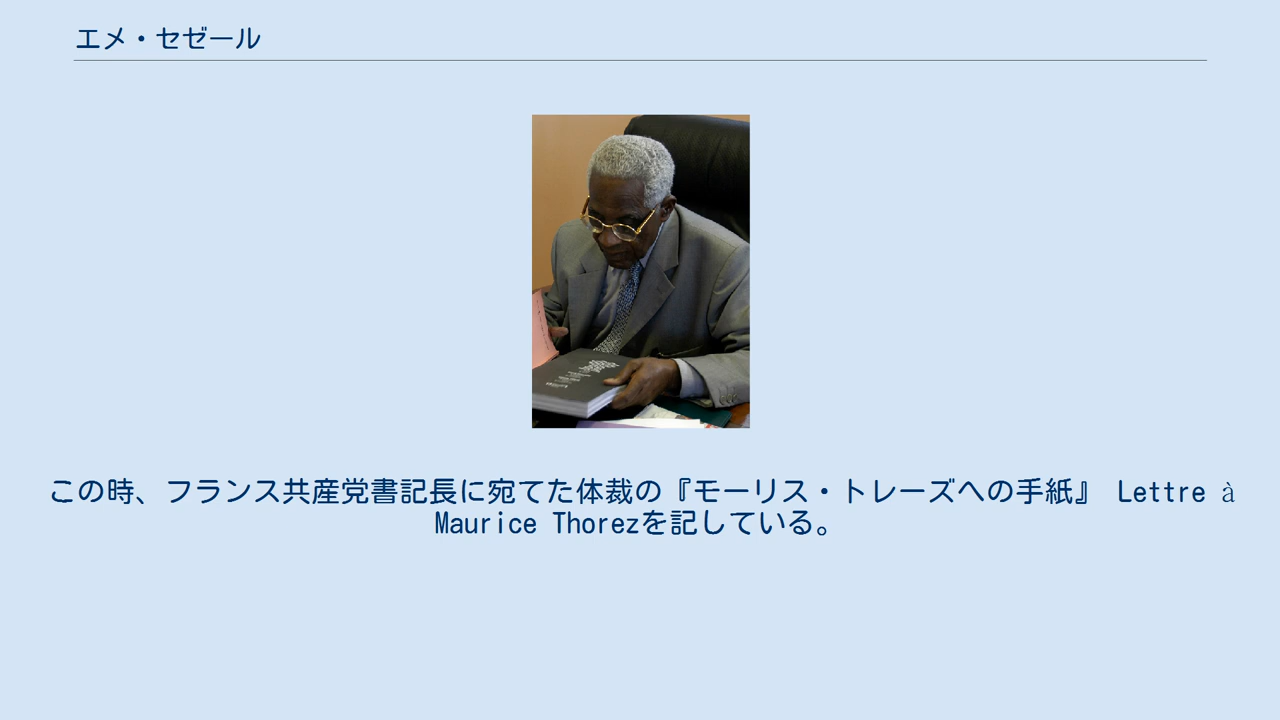 エメ・セゼール
この時、フランス共産党書記長に宛てた体裁の『モーリス・トレーズへの手紙』 Lettre à
Maurice Thorezを記している。